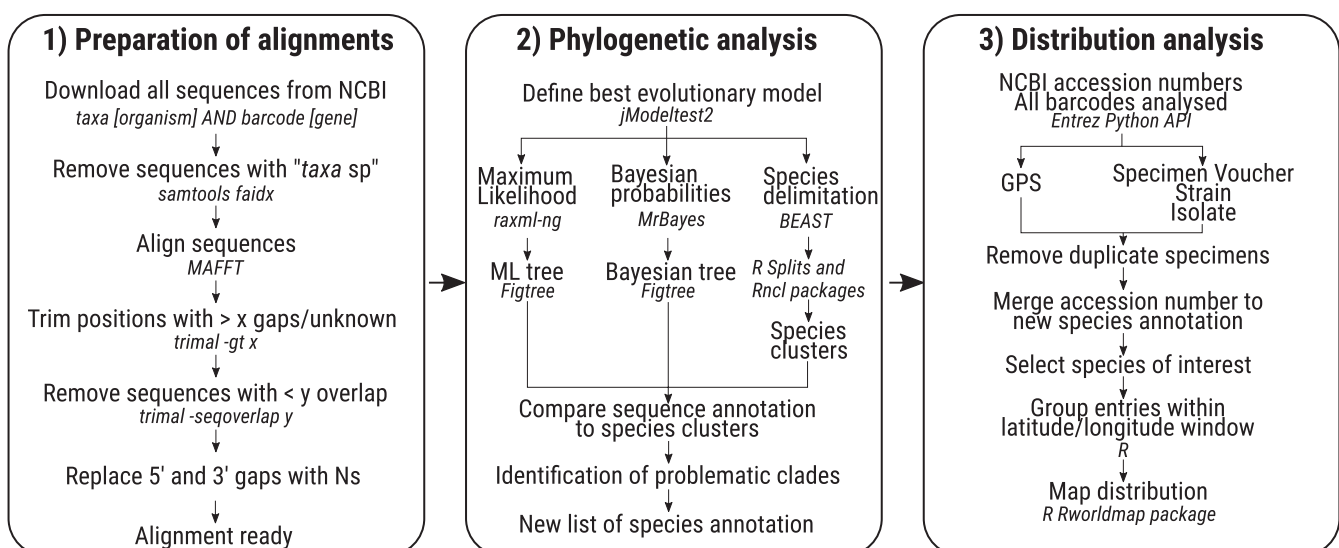 1) Preparation of alignments
Download all sequences from NCBI
taxa [organism] AND barcode [gene]
Remove sequences with "taxa sp"
samtools faidx
Align sequences
MAFFT
Trim positions with > x gaps/unknown
trimal -gt x
Remove sequences with < y overlap
trimal -seqoverlap y
Replace 5' and 3' gaps with Ns
Alignment ready
2) Phylogenetic analysis
Define best evolutionary model
jModeltest2
Maximum
Likelihood
raxml-ng
ML tree
Figtree
Bayesian
probabilities
MrBayes
Bayesian tree
Figtree
Species
delimitation
BEAST
R Splits and
Rncl packages
Species
clusters
Compare sequence annotation
to species clusters
Identification of problematic clades
New list of species annotation
3) Distribution analysis
NCBI accession numbers
All barcodes analysed
Entrez Python API
GPS
Specimen Voucher
Strain
Isolate
Remove duplicate specimens
Merge accession number to
new species annotation
Select species of interest
Group entries within
latitude/longitude window
R
Map distribution
R Rworldmap package